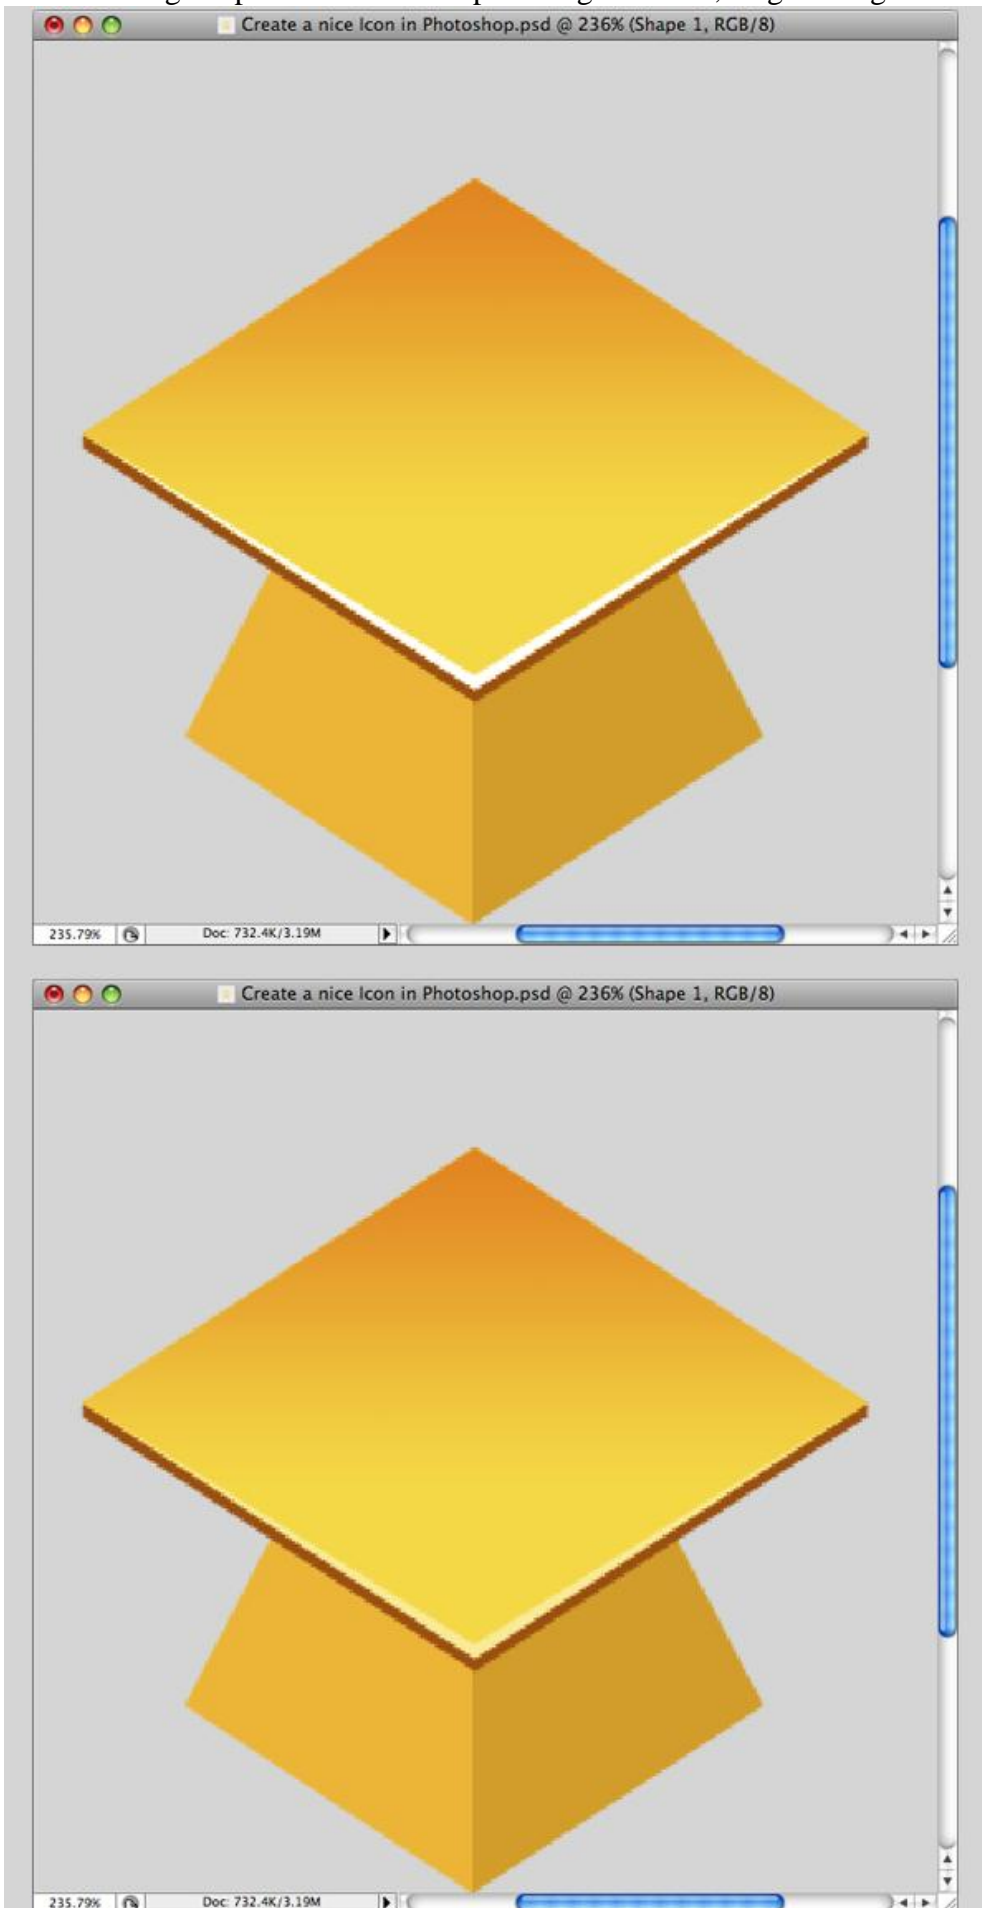 Create a nice Icon in Photoshop.psd @ 236% (Shape 1, RGB/8)
235.79% Doc: 732.4K/3.19M
Create a nice Icon in Photoshop.psd @ 236% (Shape 1, RGB/8)
235.79% Doc: 732.4K/3.19M